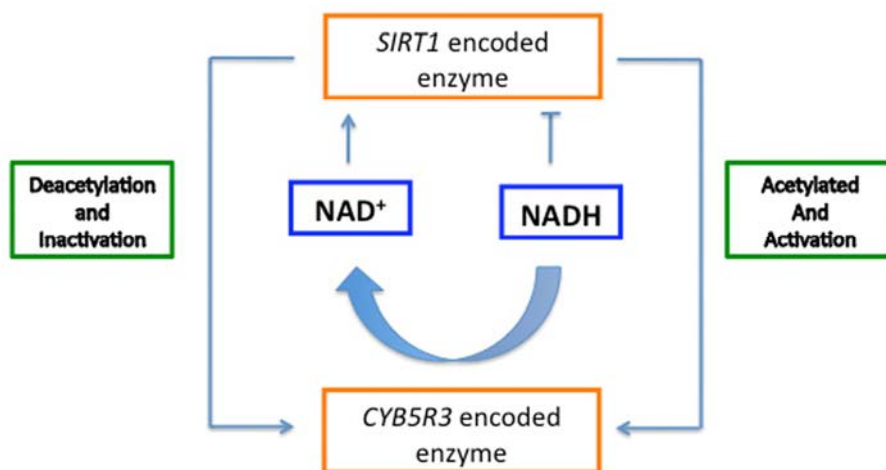 SIRT1 encoded
enzyme
Deacetylation
and
Inactivation
NAD⁺
NADH
Acetylated
And
Activation
CYB5R3 encoded
enzyme